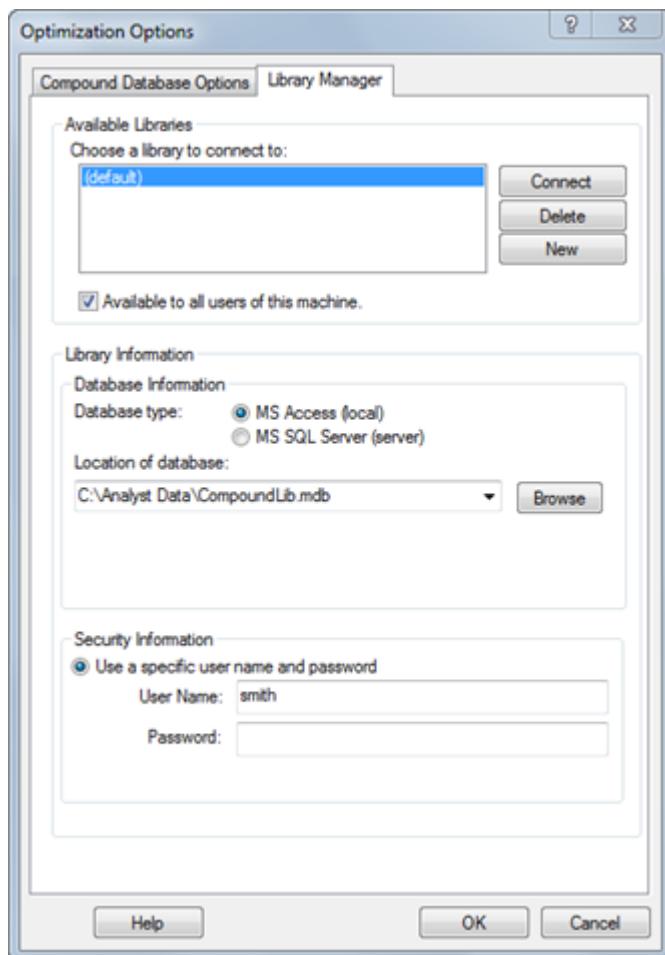 Optimization Options
Compound Database Options Library Manager
Available Libraries
Choose a library to connect to:
(default)
Connect
Delete
New
Available to all users of this machine.
Library Information
Database Information
Database type: MS Access (local)
MS SQL Server (server)
Location of database:
C:\Analyst Data\CompoundLib.mdb Browse
Security Information
Use a specific user name and password
User Name: smith
Password:
Help OK Cancel